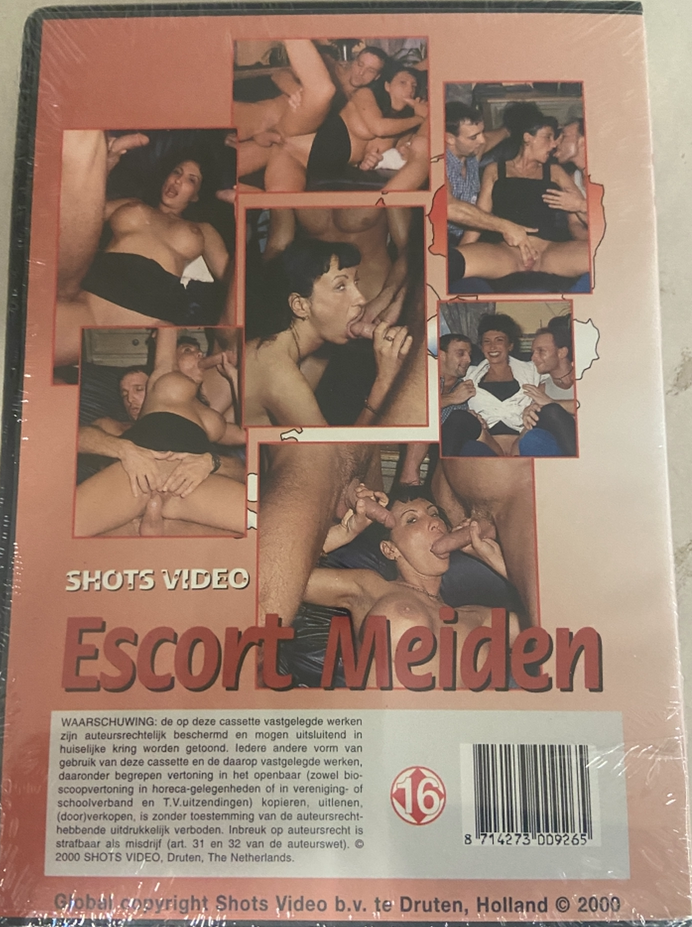 SHOTS VIDEO
Escort Meiden
WAARSCHUWING: de op deze cassette vastgelegde werken
zijn auteursrechtelijk beschermd en mogen uitsluitend in
huiselijke kring worden getoond. Iedere andere vorm van
gebruik van deze cassette en de daarop vastgelegde werken,
daaronder begrepen vertoning in het openbaar (zowel bio-
scoopvertoning in horeca-gelegenheden of in vereniging- of
schoolverband en T.V.uitzendingen) kopieren, uitlenen,
(door)verkopen, is zonder toestemming van de auteursrecht-
hebbende uitdrukkelijk verboden. Inbreuk op auteursrecht is
strafbaar als misdrijf (art. 31 en 32 van de auteurswet). ©
2000 SHOTS VIDEO, Druten, The Netherlands.
16
8 714273 009265
Global copyright Shots Video b.v. te Druten, Holland © 2000